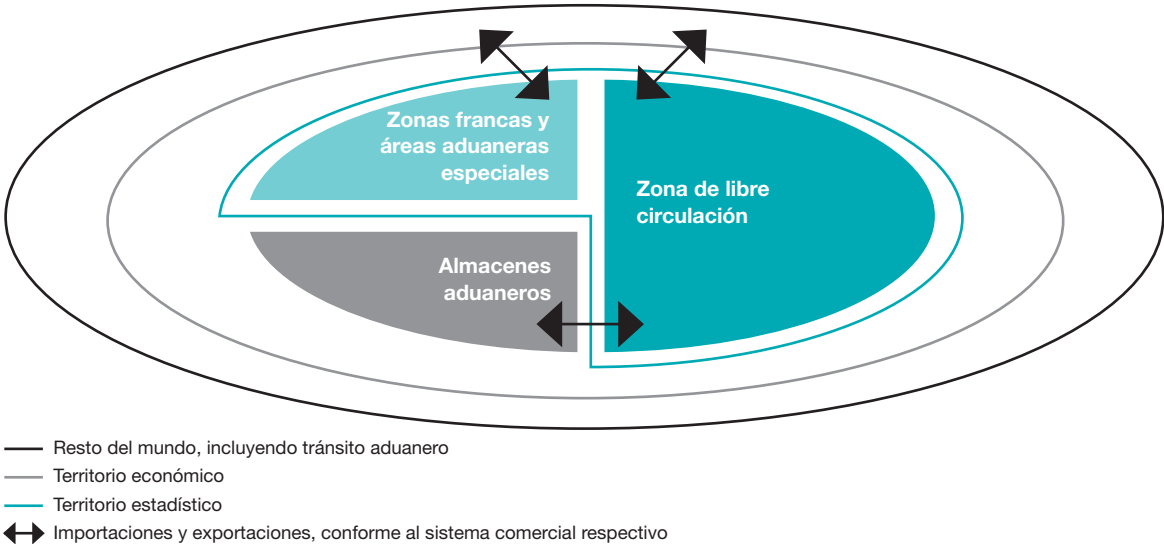 Zonas francas y
áreas aduaneras
especiales
Zona de libre
circulación
Almacenes
aduaneros
Resto del mundo, incluyendo tránsito aduanero
Territorio económico
Territorio estadístico
Importaciones y exportaciones, conforme al sistema comercial respectivo